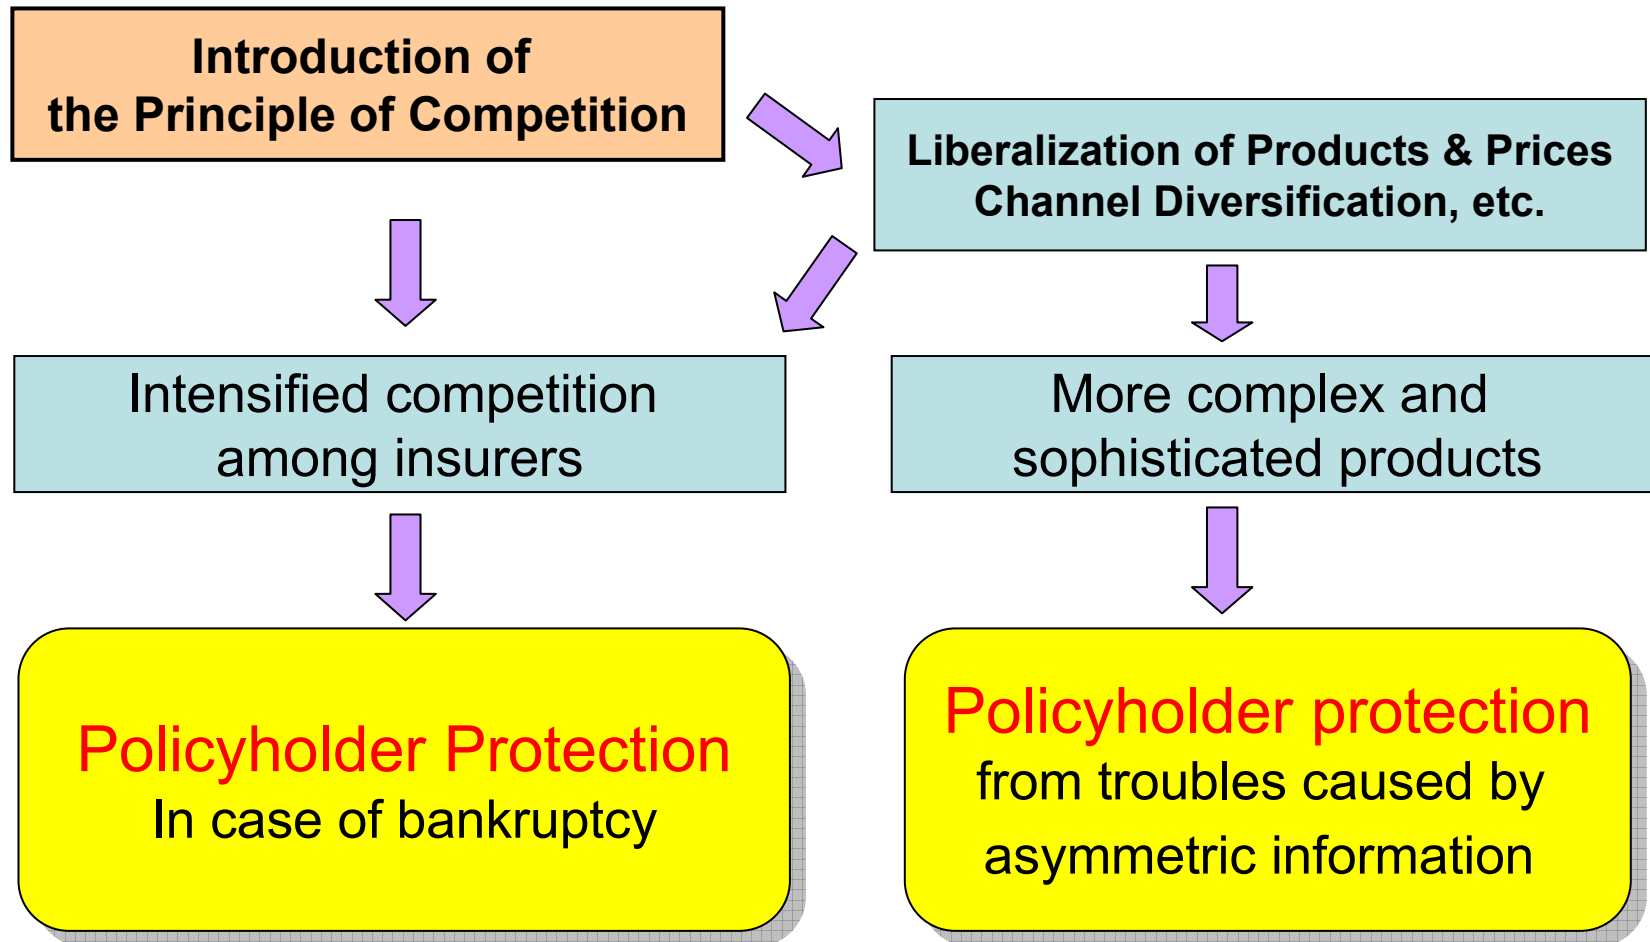 Introduction of
the Principle of Competition
Liberalization of Products & Prices
Channel Diversification, etc.
Intensified competition
among insurers
More complex and
sophisticated products
Policyholder Protection
In case of bankruptcy
Policyholder protection
from troubles caused by
asymmetric information